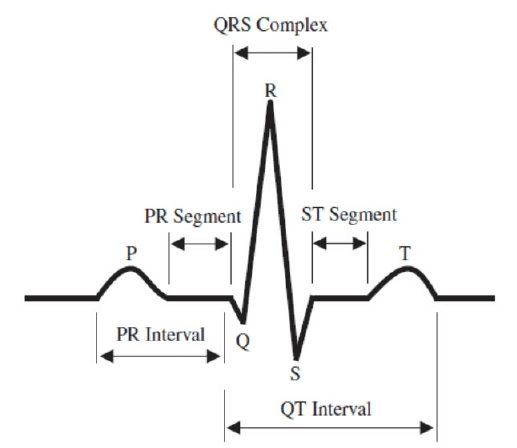 QRS Complex
R
PR Segment
ST Segment
P
T
PR Interval
Q
S
QT Interval